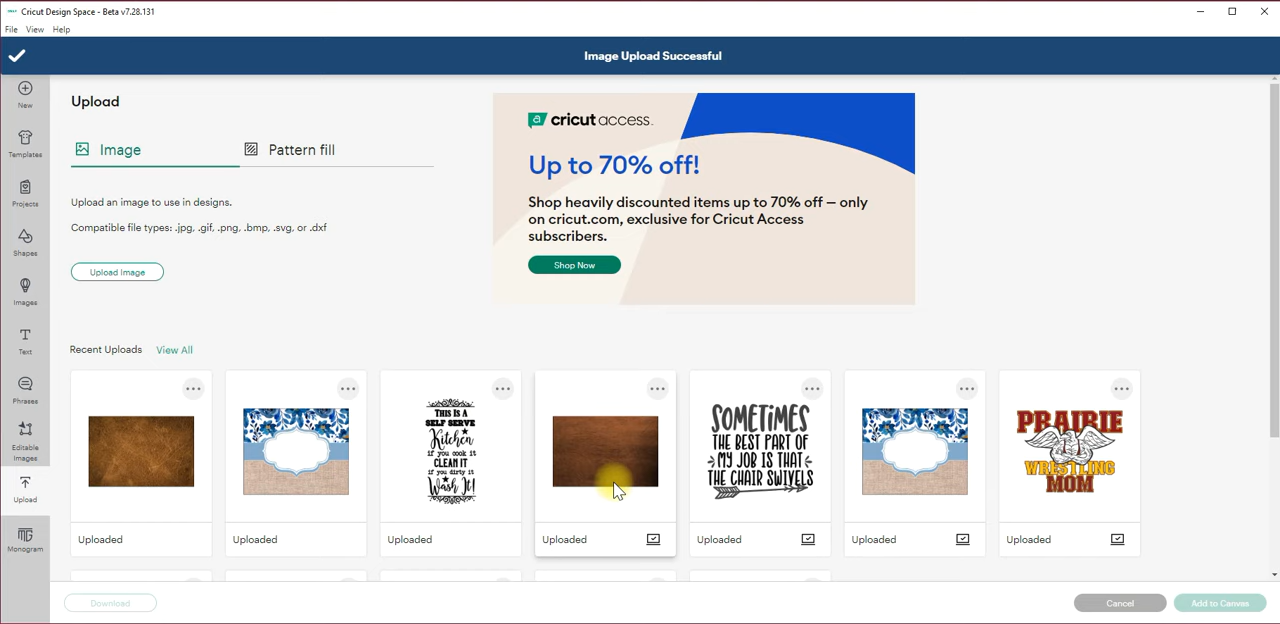 Cricut Design Space - Beta v7.28.131
File View Help
Image Upload Successful
New
Templates
Projects
Shapes
Images
Text
Phrases
Editable
Images
Upload
Monogram
Upload
Image
Pattern fill
Upload an image to use in designs.
Compatible file types: .jpg, .gif, .png, .bmp, .svg, or .dxf
Upload Image
cricut access
Up to 70% off!
Shop heavily discounted items up to 70% off – only
on cricut.com, exclusive for Cricut Access
subscribers.
Shop Now
Recent Uploads View All
THIS IS A
SELF SERVE
Kitchen
if you cook it
CLEAN IT
if you dirty it
Wash It!
SOMETIMES
THE BEST PART OF
MY JOB IS THAT
THE CHAIR SWIVELS
PRAIRIE
WRESTLING
MOM
Uploaded
Uploaded
Uploaded
Uploaded
Uploaded
Uploaded
Uploaded
Download
Cancel
Add to Canvas